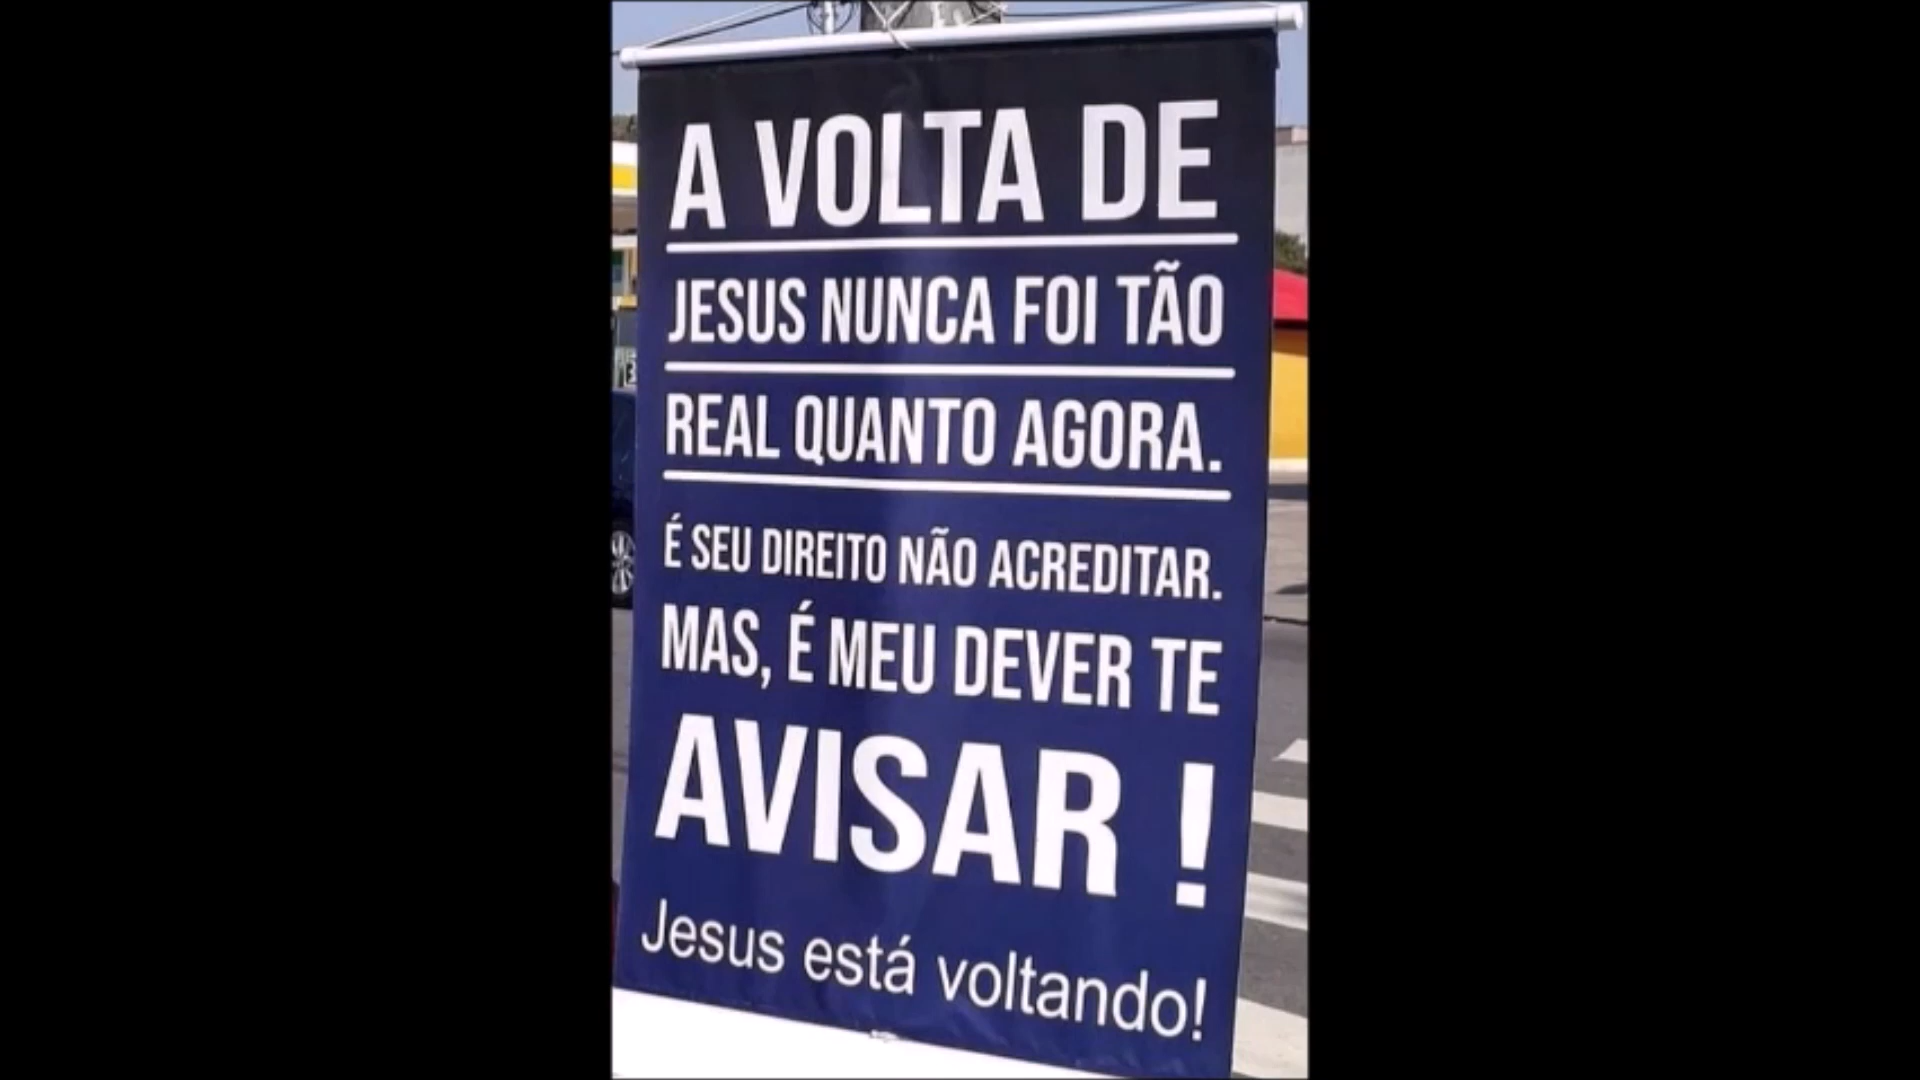 A VOLTA DE
JESUS NUNCA FOI TÃO
REAL QUANTO AGORA.
É SEU DIREITO NÃO ACREDITAR.
MAS, É MEU DEVER TE
AVISAR !
Jesus está voltando!